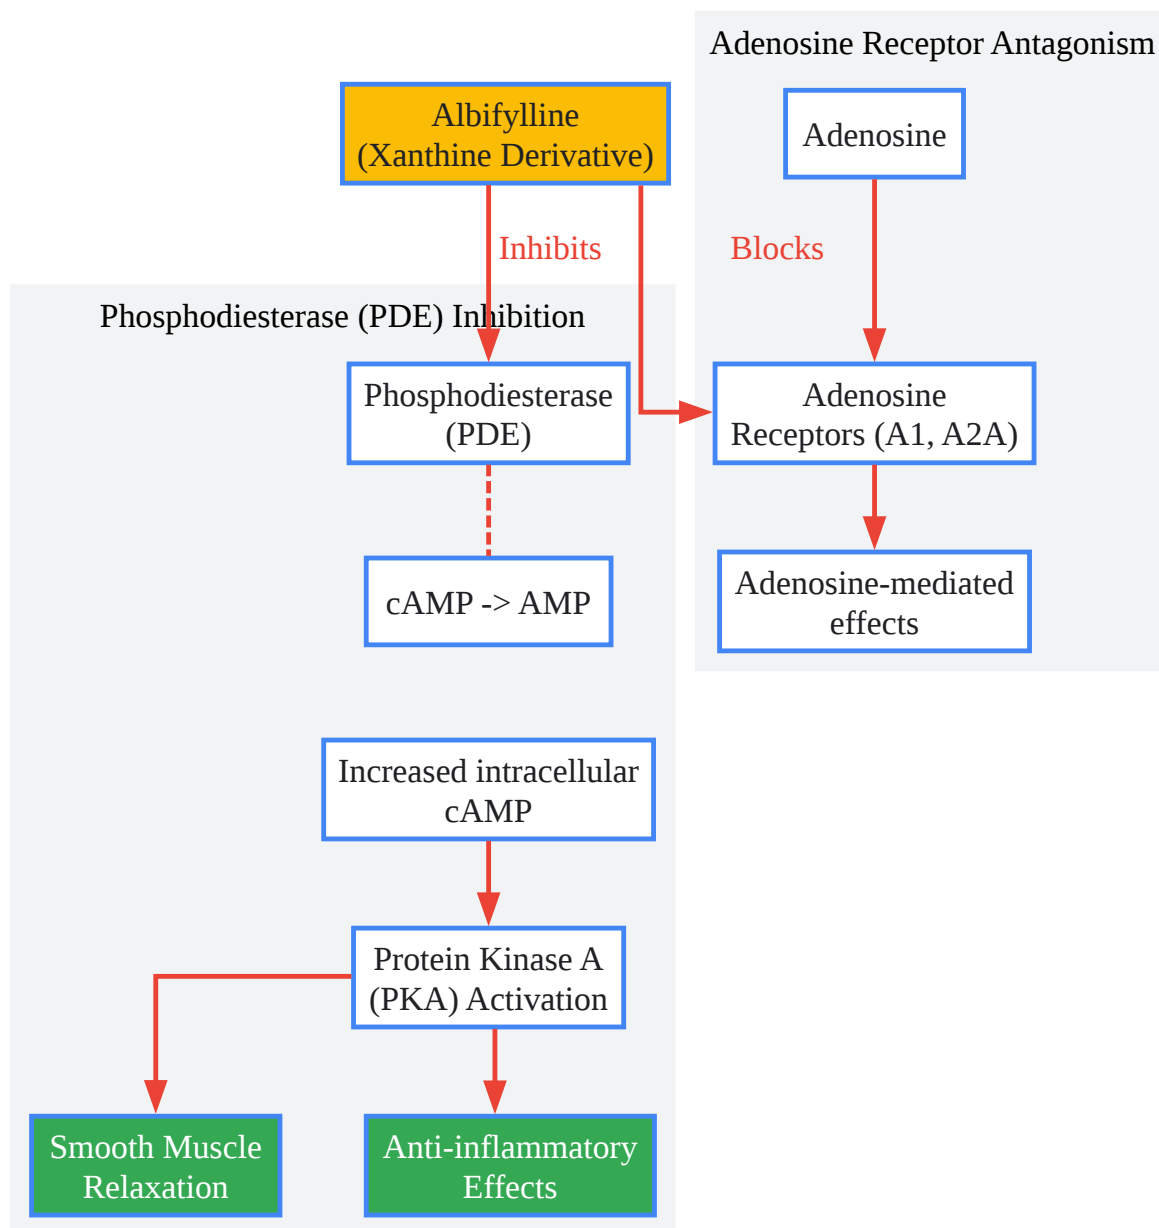 Adenosine Receptor Antagonism
Albifylline
(Xanthine Derivative)
Adenosine
Inhibits
Blocks
Phosphodiesterase (PDE) Inhibition
Phosphodiesterase
(PDE)
Adenosine
Receptors (A1, A2A)
cAMP -> AMP
Adenosine-mediated
effects
Increased intracellular
cAMP
Protein Kinase A
(PKA) Activation
Smooth Muscle
Relaxation
Anti-inflammatory
Effects